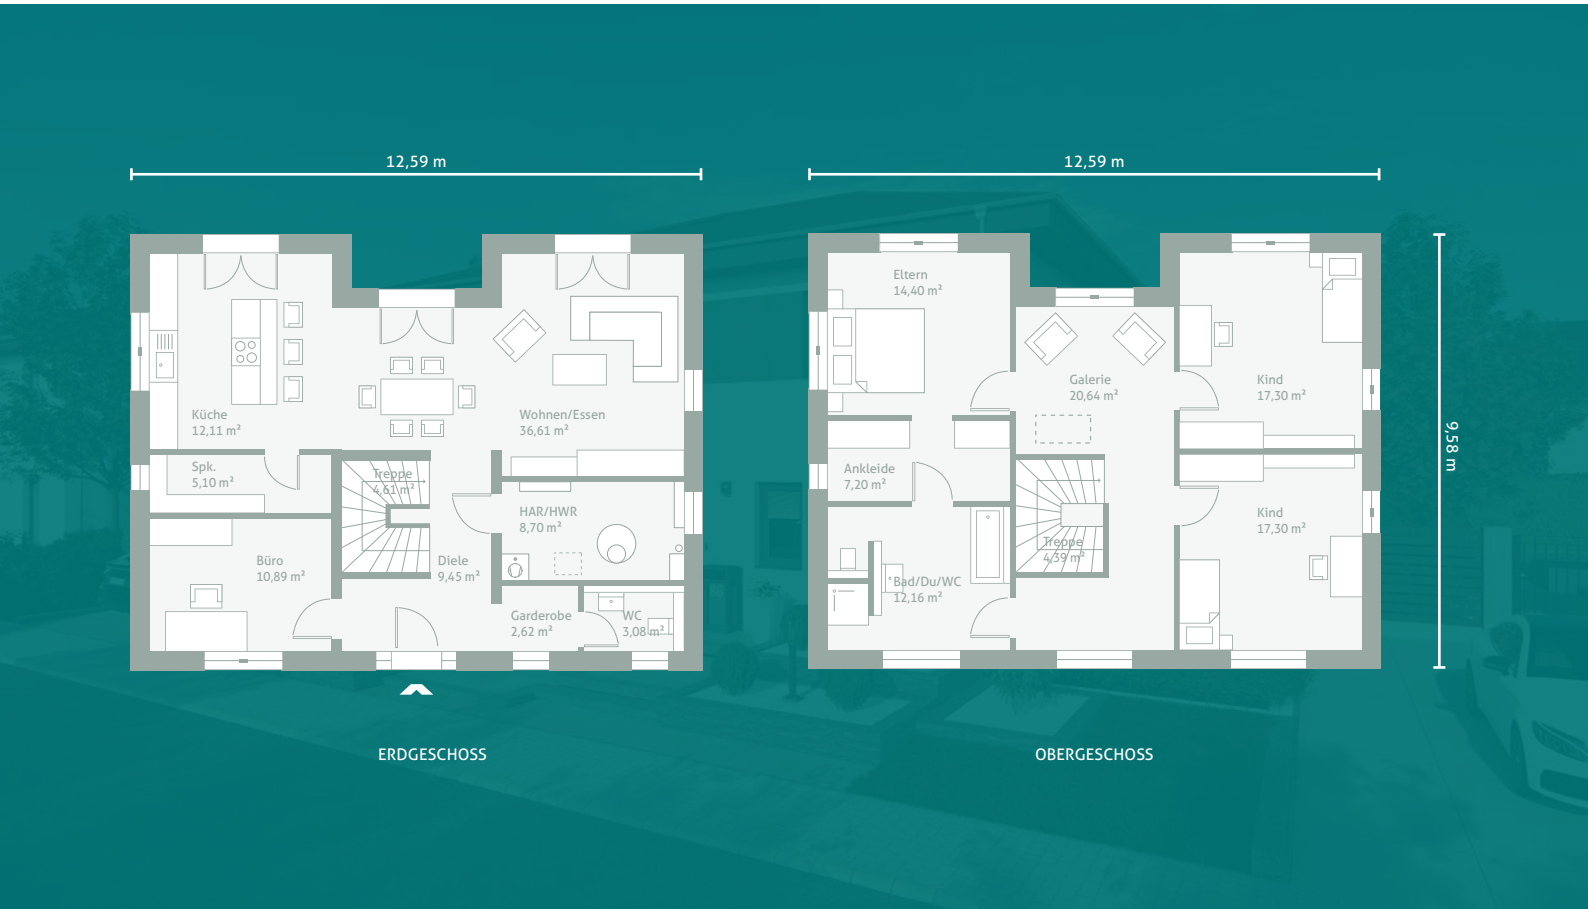 12,59 m
Küche
12,11 m²
Wohnen/Essen
36,61 m²
Spk.
5,10 m²
Treppe
4,61 m²
HAR/HWR
8,70 m²
Büro
10,89 m²
Diele
9,45 m²
Garderobe
2,62 m²
WC
3,08 m²
ERDGESCHOSS
12,59 m
Eltern
14,40 m²
Galerie
20,64 m²
Kind
17,30 m²
9,58 m
Ankleide
7,20 m²
Kind
17,30 m²
Treppe
4,39 m²
*Bad/Du/WC
12,16 m²
OBERGESCHOSS